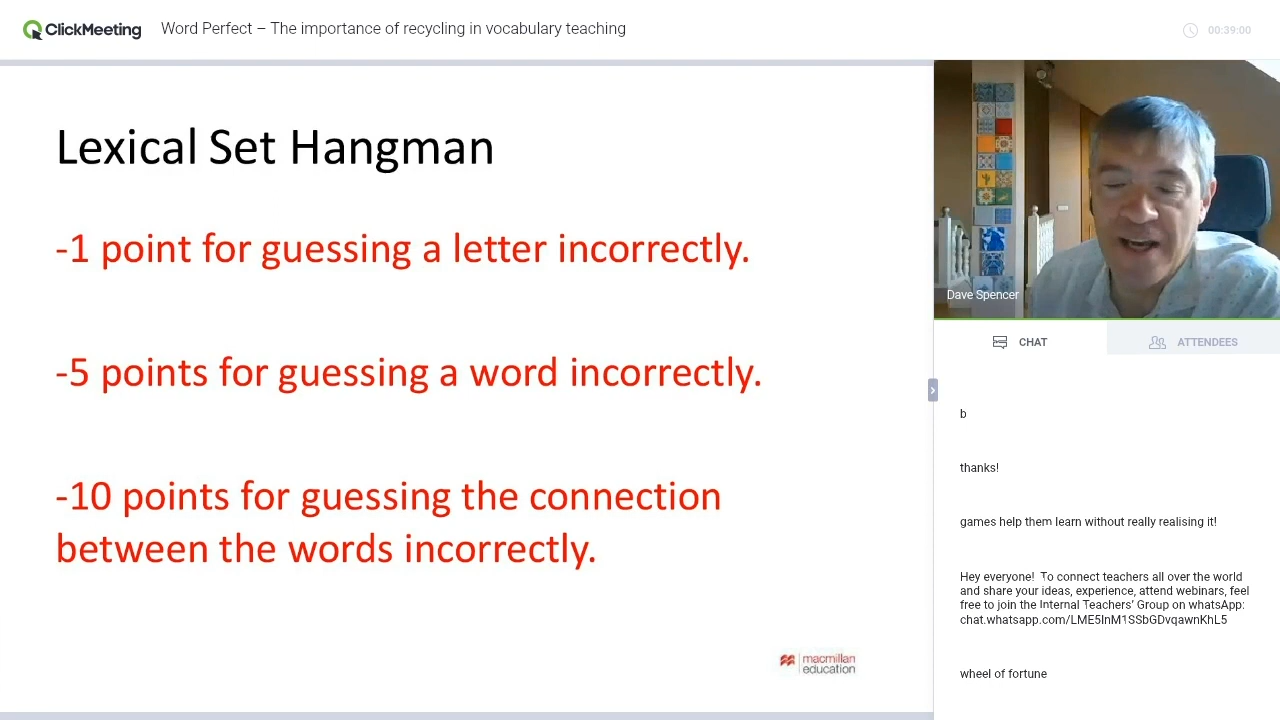 ClickMeeting
Word Perfect – The importance of recycling in vocabulary teaching
00:39:00
Lexical Set Hangman
-1 point for guessing a letter incorrectly.
-5 points for guessing a word incorrectly.
-10 points for guessing the connection
between the words incorrectly.
macmillan
education
Dave Spencer
CHAT
ATTENDEES
b
thanks!
games help them learn without really realising it!
Hey everyone! To connect teachers all over the world
and share your ideas, experience, attend webinars, feel
free to join the Internal Teachers' Group on whatsApp:
chat.whatsapp.com/LME5InM1SSbGDvqawnKhL5
wheel of fortune